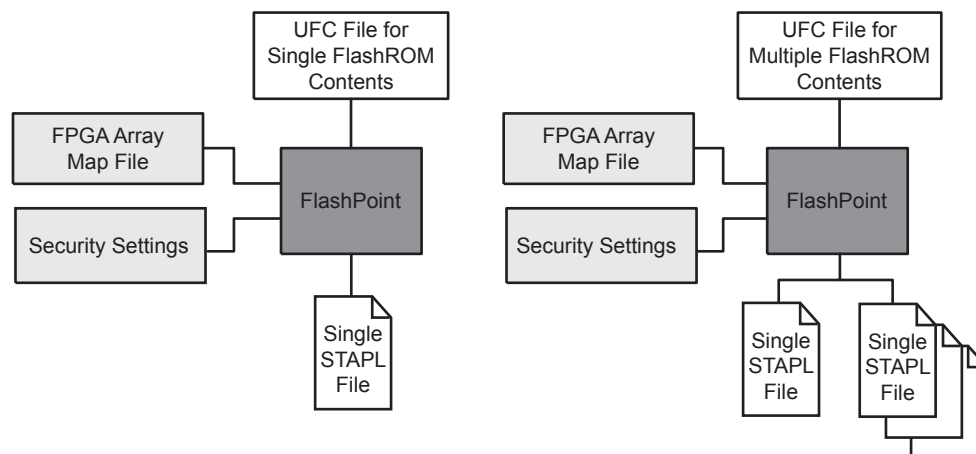 UFC File for
Single FlashROM
Contents
FPGA Array
Map File
FlashPoint
Security Settings
Single
STAPL
File
UFC File for
Multiple FlashROM
Contents
FPGA Array
Map File
FlashPoint
Security Settings
Single
STAPL
File
Single
STAPL
File